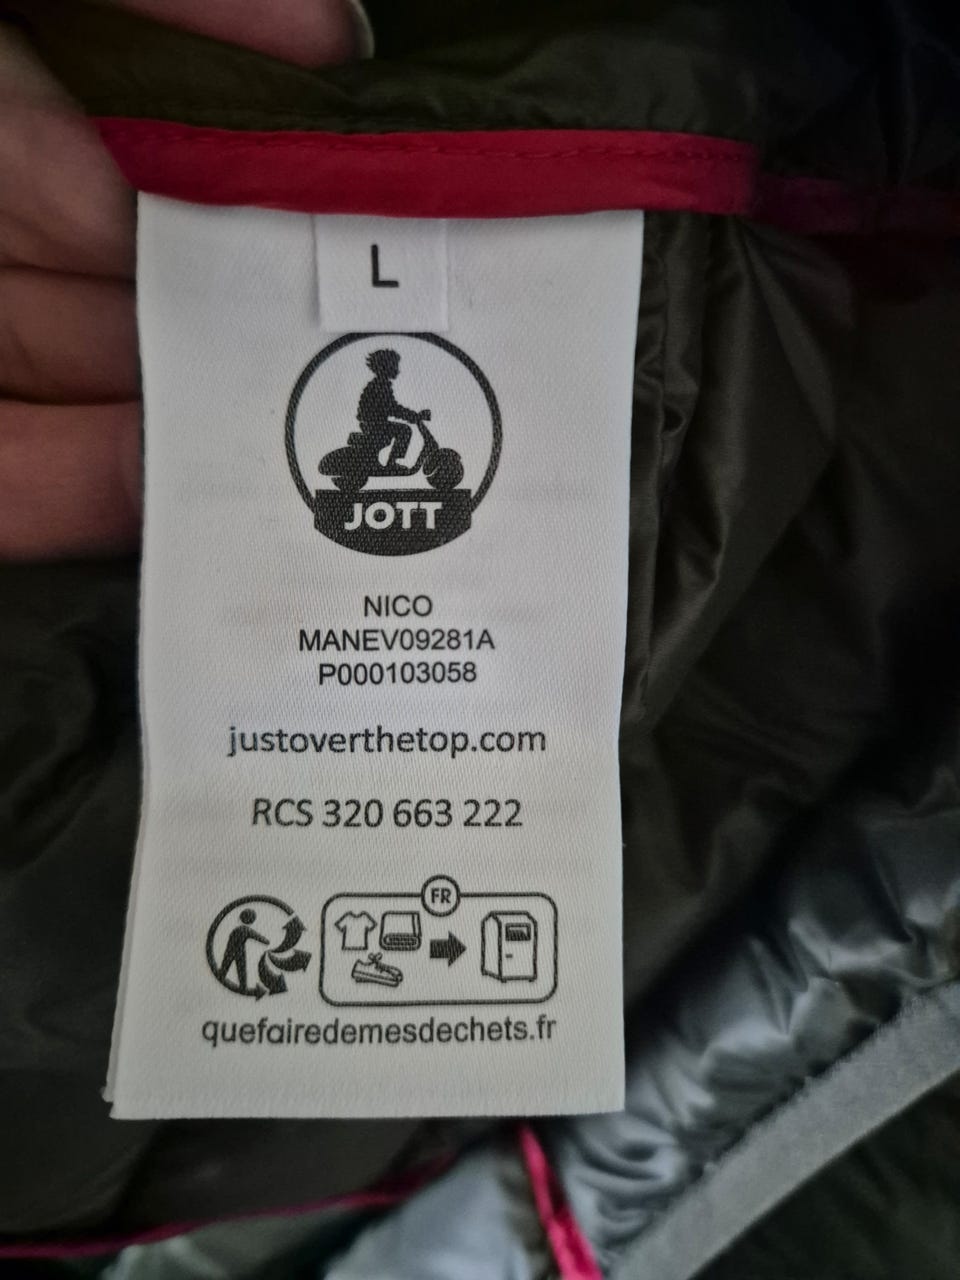 L
JOTT
NICO
MANEV09281A
P000103058
justoverthetop.com
RCS 320 663 222
FR
quefairedemesdechets.fr